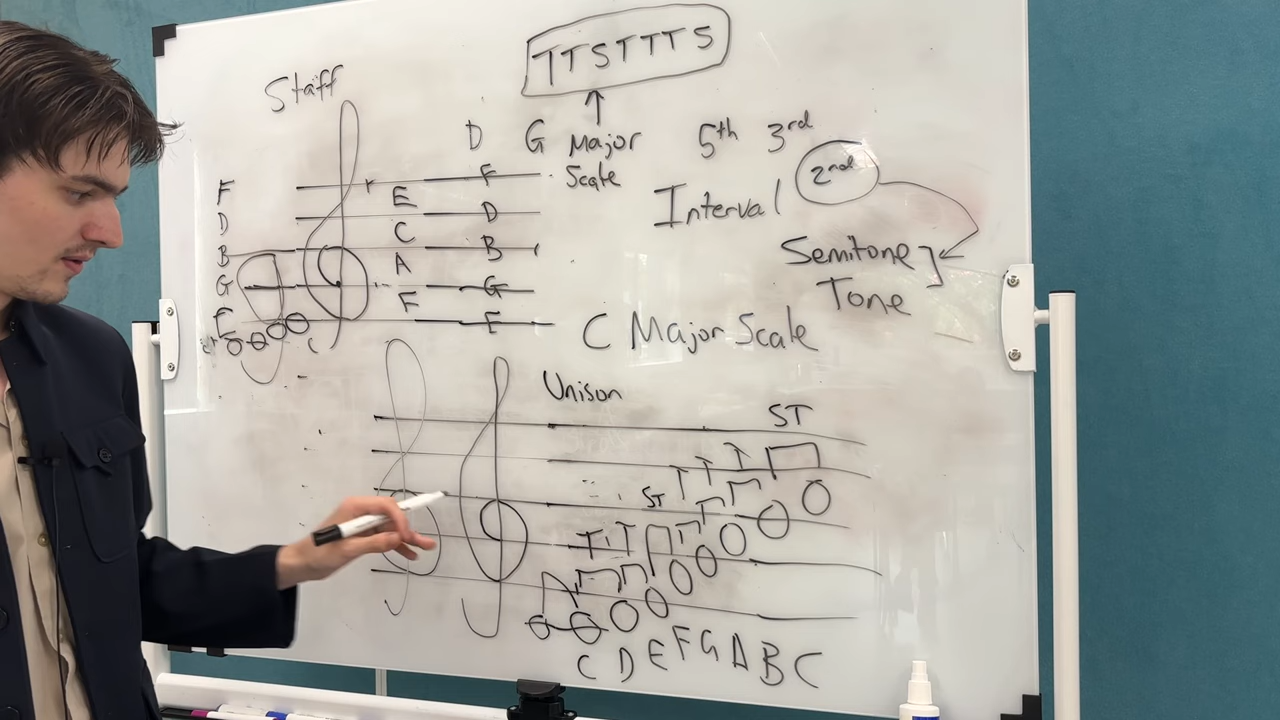 TTSTTTS
Staff
D G Major
Scale
5th 3rd
Interval 2nd
Semitone
Tone
F
D
B
G
E
C
A
F
F
D
B
G
E
C Major Scale
Unison
ST
T T T
ST
T T
C D E F G A B C